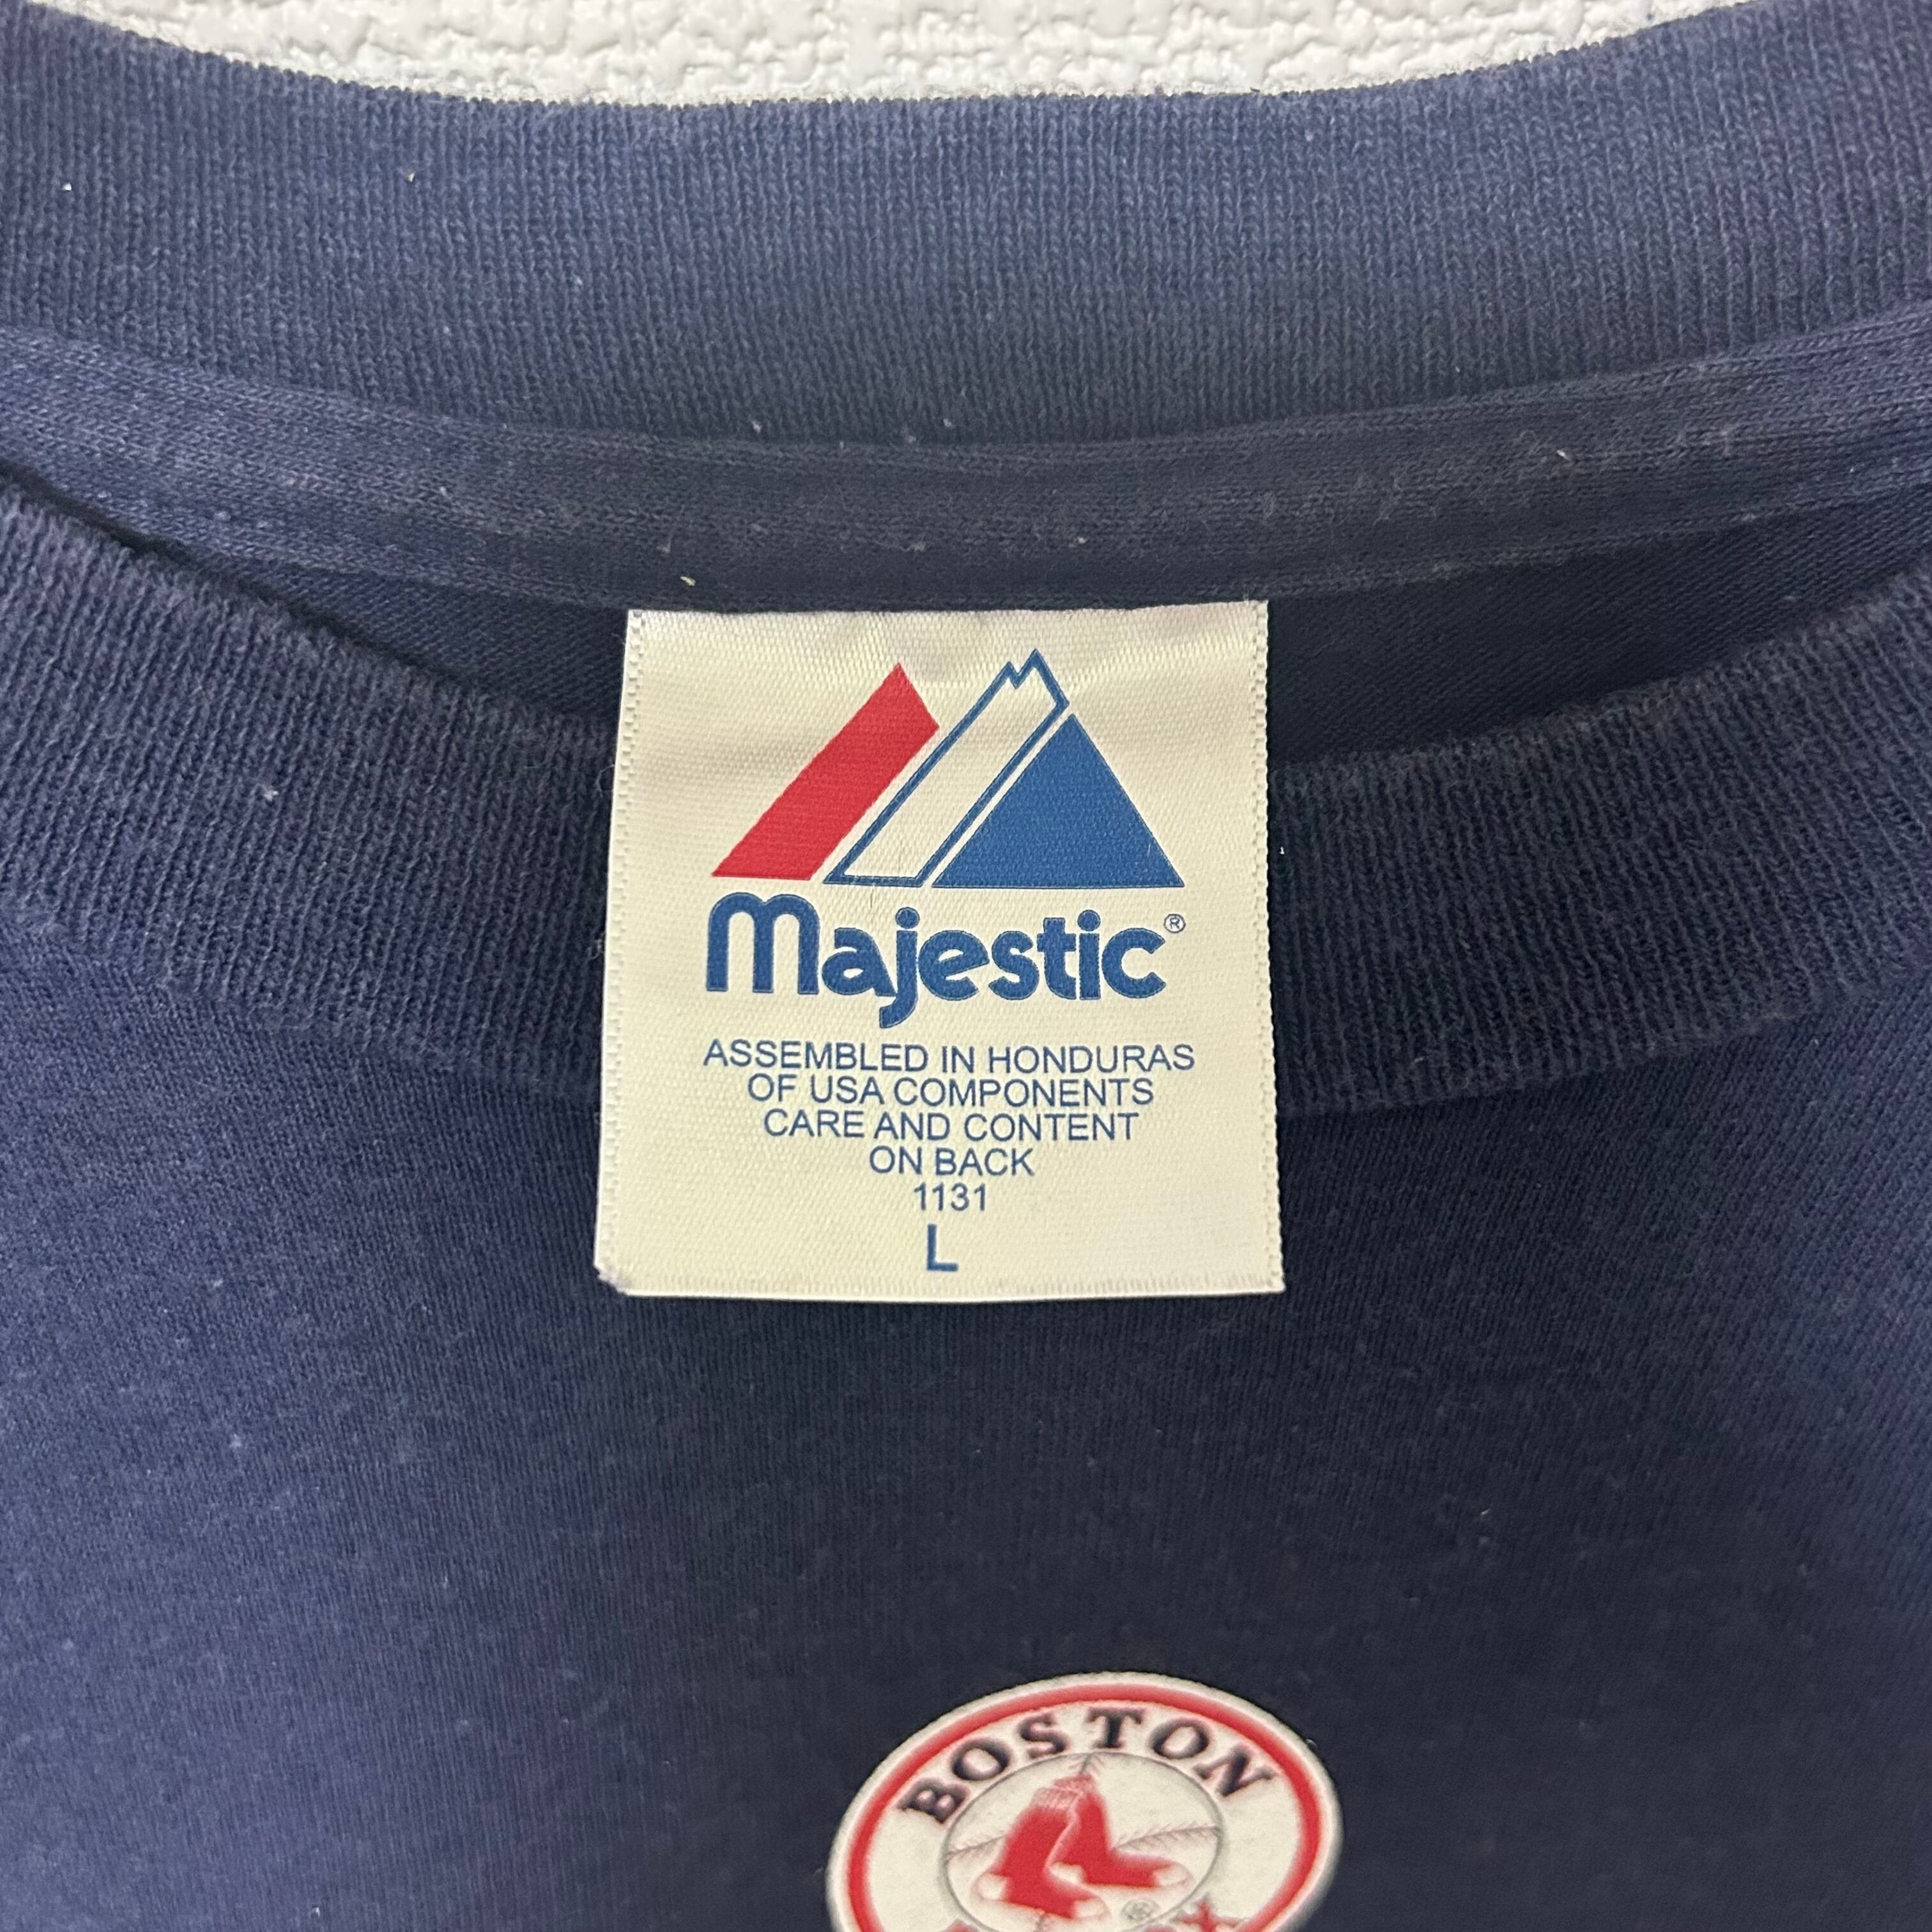 Majestic®
ASSEMBLED IN HONDURAS
OF USA COMPONENTS
CARE AND CONTENT
ON BACK
1131
L
BOSTON
®